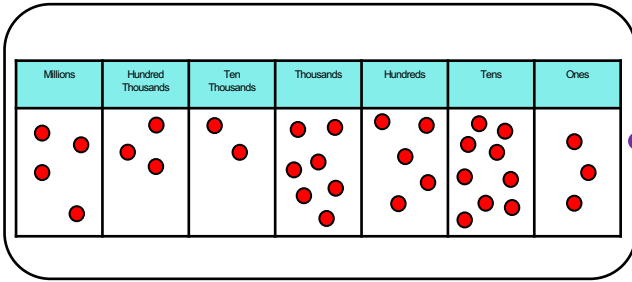 Millions
Hundred
Thousands
Ten
Thousands
Thousands
Hundreds
Tens
Ones